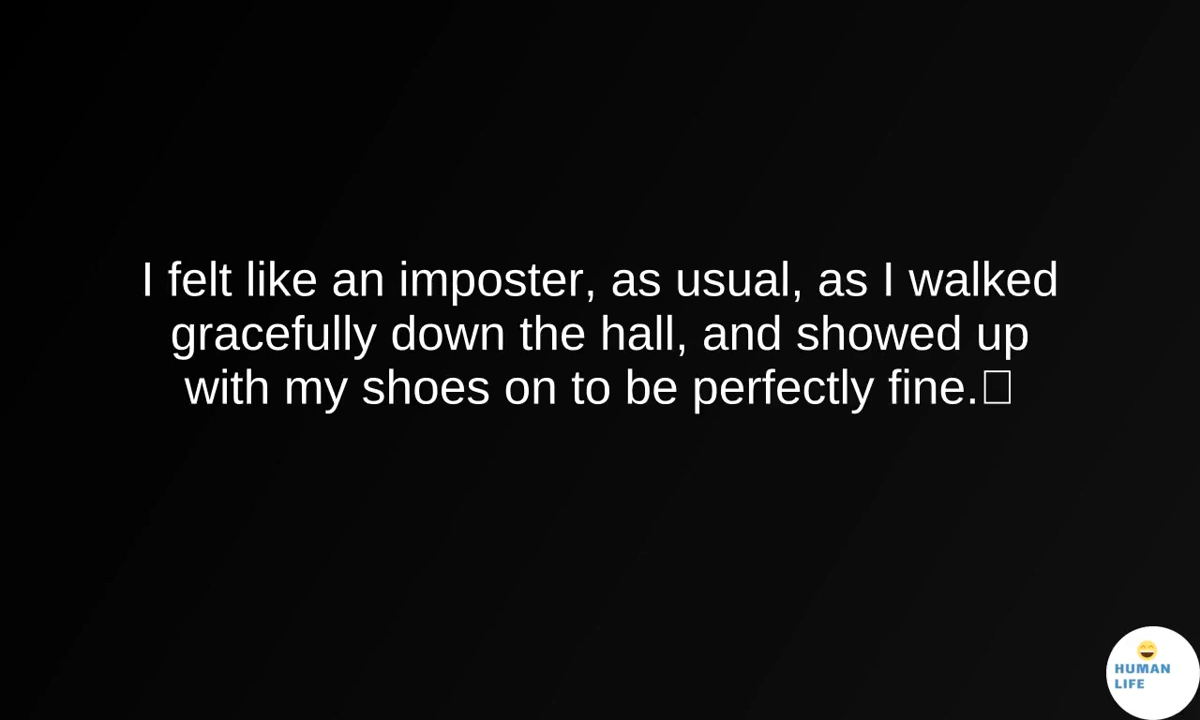 I felt like an imposter, as usual, as I walked
gracefully down the hall, and showed up
with my shoes on to be perfectly fine.□
HUMAN
LIFE